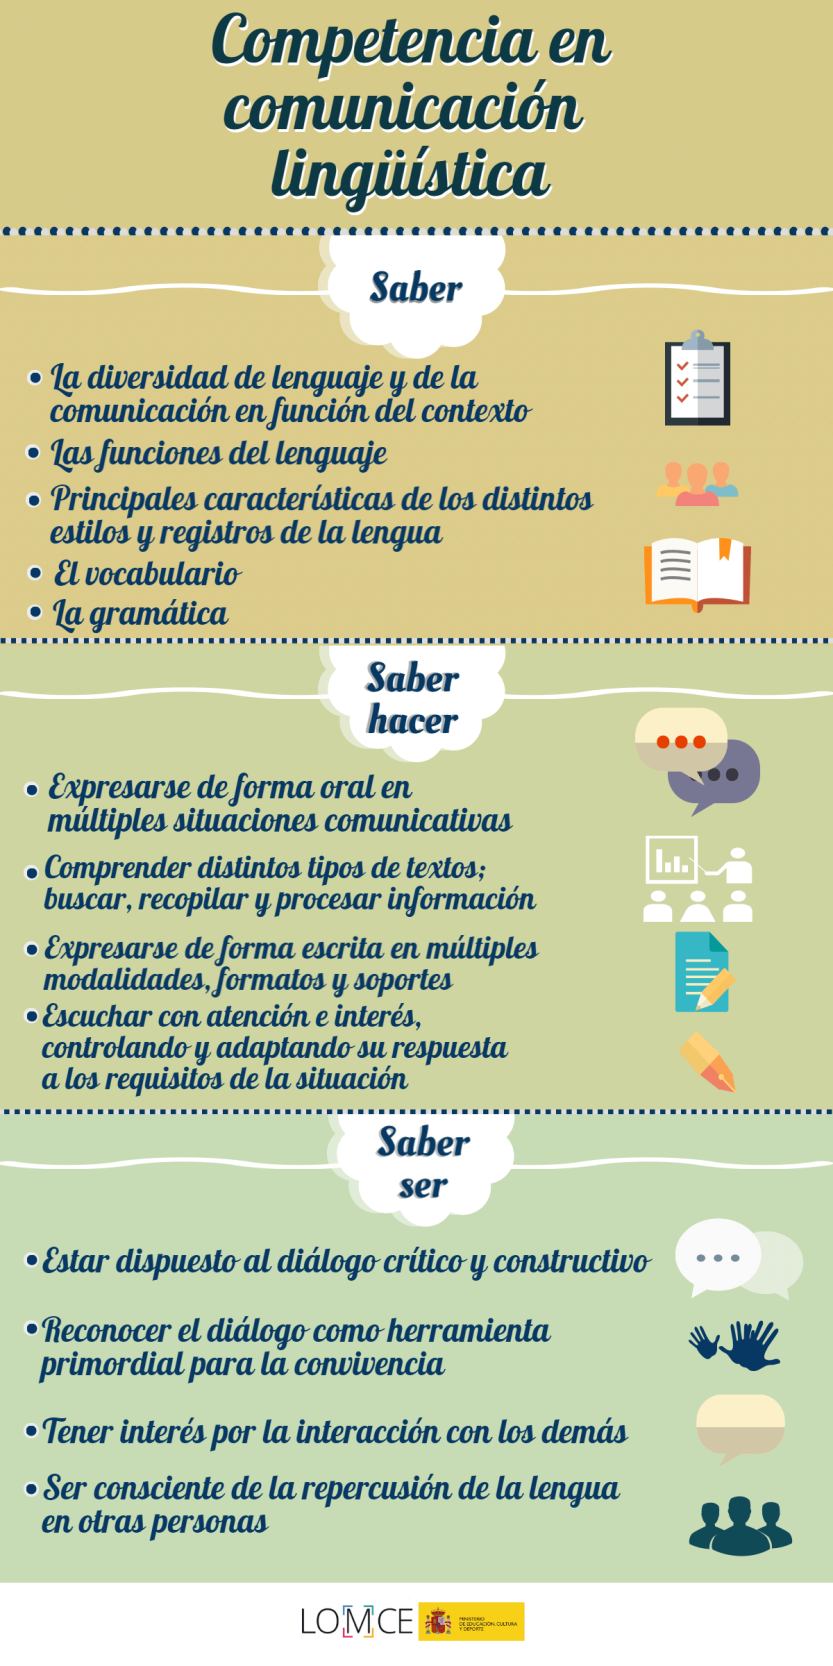 Competencia en
comunicación
lingüística
Saber
• La diversidad de lenguaje y de la
comunicación en función del contexto
• Las funciones del lenguaje
• Principales características de los distintos
estilos y registros de la lengua
• El vocabulario
• La gramática
Saber
hacer
• Expresarse de forma oral en
múltiples situaciones comunicativas
• Comprender distintos tipos de textos;
buscar, recopilar y procesar información
• Expresarse de forma escrita en múltiples
modalidades, formatos y soportes
• Escuchar con atención e interés,
controlando y adaptando su respuesta
a los requisitos de la situación
Saber
ser
• Estar dispuesto al diálogo crítico y constructivo
• Reconocer el diálogo como herramienta
primordial para la convivencia
• Tener interés por la interacción con los demás
• Ser consciente de la repercusión de la lengua
en otras personas
LOMCE
MINISTERIO
DE EDUCACIÓN, CULTURA
Y DEPORTE